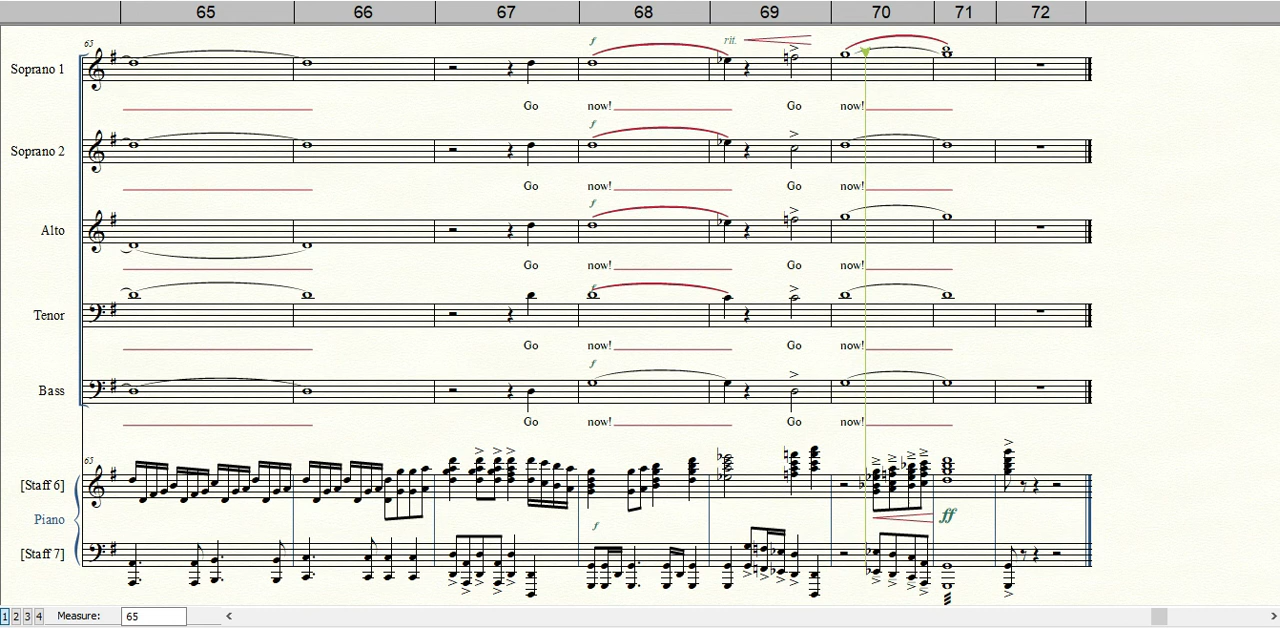 65 66 67 68 69 70 71 72
65 f rit.
Soprano 1
Go now! Go now!
f
Soprano 2
Go now! Go now!
f
Alto
Go now! Go now!
f
Tenor
Go now! Go now!
f
Bass
Go now! Go now!
65
[Staff 6]
Piano f ff
[Staff 7]
1 2 3 4 Measure: 65